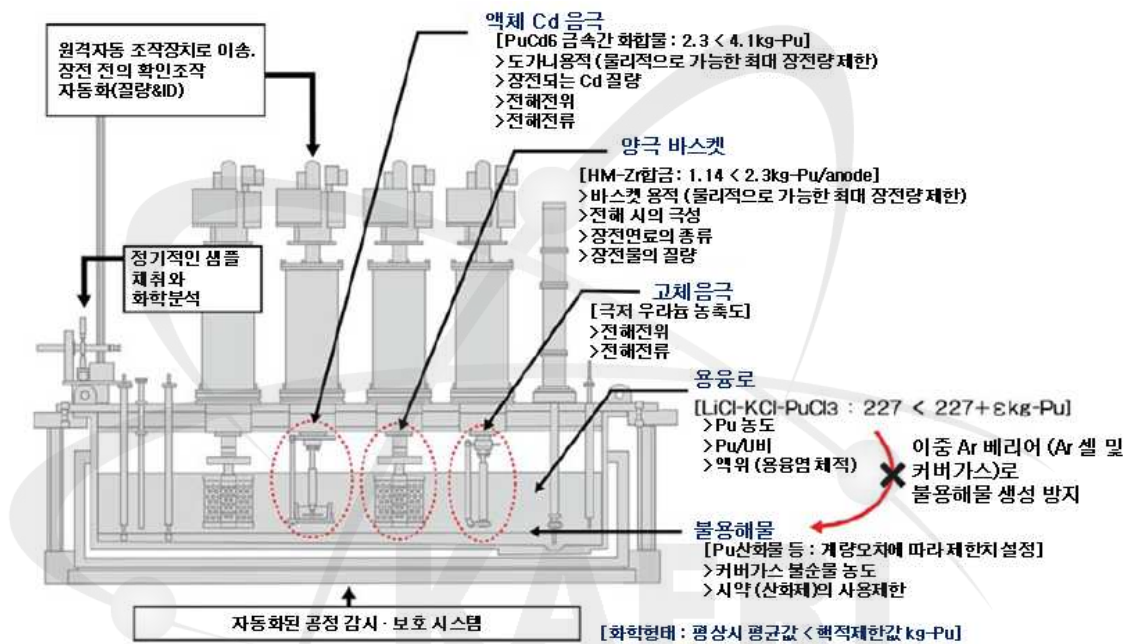 원격자동 조작장치로 이송.
장전 전의 확인조작
자동화(질량&ID)
액체 Cd 음극
[PuCd6 금속간 화합물 : 2.3 < 4.1kg-Pu]
>도가니용적 (물리적으로 가능한 최대 장전량 제한)
>장전되는 Cd 질량
>전해전위
>전해전류
양극 바스켓
[HM-Zr합금 : 1.14 < 2.3kg-Pu/anode]
>바스켓 용적 (물리적으로 가능한 최대 장전량 제한)
>전해 시의 극성
>장전연료의 종류
>장전물의 질량
정기적인 샘플
채취와
화학분석
고체음극
[극저 우라늄 농축도]
>전해전위
>전해전류
용융로
[LiCl-KCl-PuCl3 : 227 < 227+εkg-Pu]
>Pu 농도
>Pu/U비
>액위 (용융염 체적)
이중 Ar 베리어 (Ar 셀 및
커버가스)로
불용해물 생성 방지
불용해물
[Pu산화물 등 : 계량오차에 따라 제한치 설정]
>커버가스 불순물 농도
>시약 (산화제)의 사용제한
자동화된 공정 감시 · 보호 시스템
[화학형태 : 평상시 평균값 < 핵적제한값 kg-Pu]
KAERI